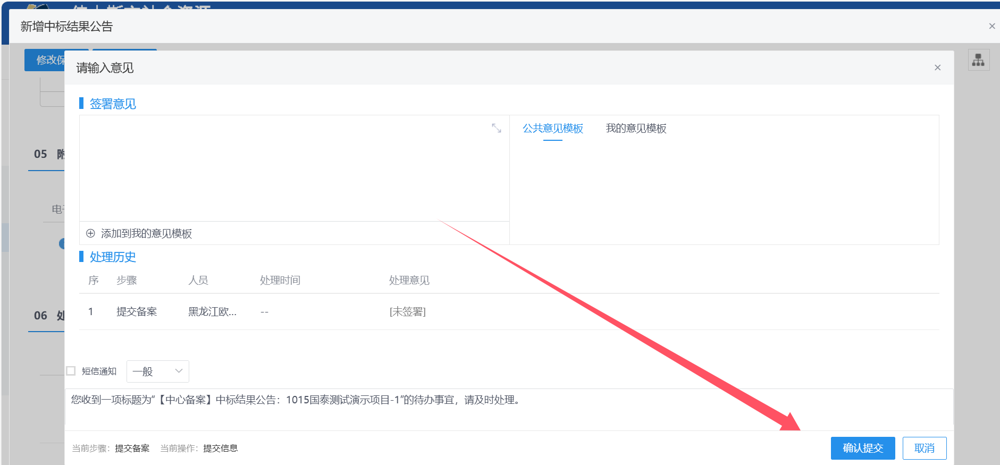 新增中标结果公告
修改保
请输入意见
签署意见
公共意见模板 我的意见模板
05 附
电子
添加到我的意见模板
处理历史
序 步骤 人员 处理时间 处理意见
1 提交备案 黑龙江欧... -- [未签署]
06 处
短信通知 一般
您收到一项标题为“【中心备案】中标结果公告：1015国泰测试演示项目-1”的待办事宜，请及时处理。
当前步骤：提交备案 当前操作：提交信息
确认提交 取消